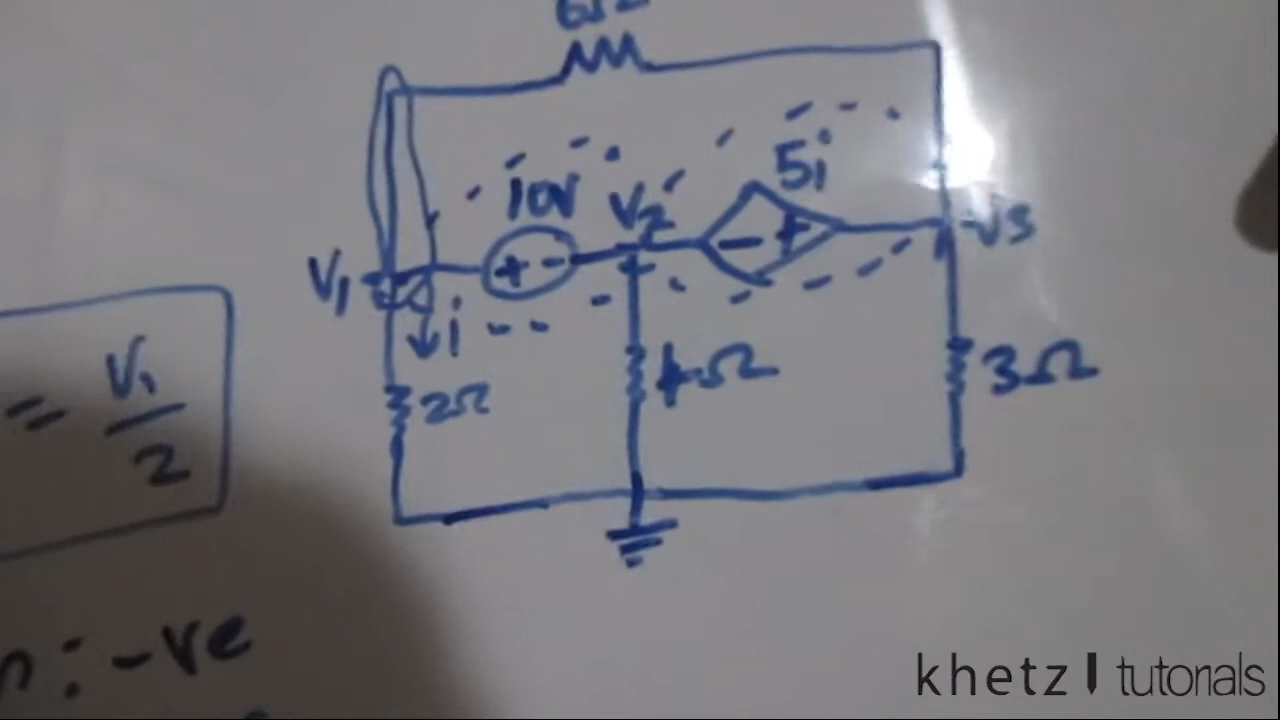 6Ω
10V
V2
5i
V3
+ -
- +
V1
i
2Ω
4Ω
3Ω
= V1
2
n: -ve
khetz tutorials